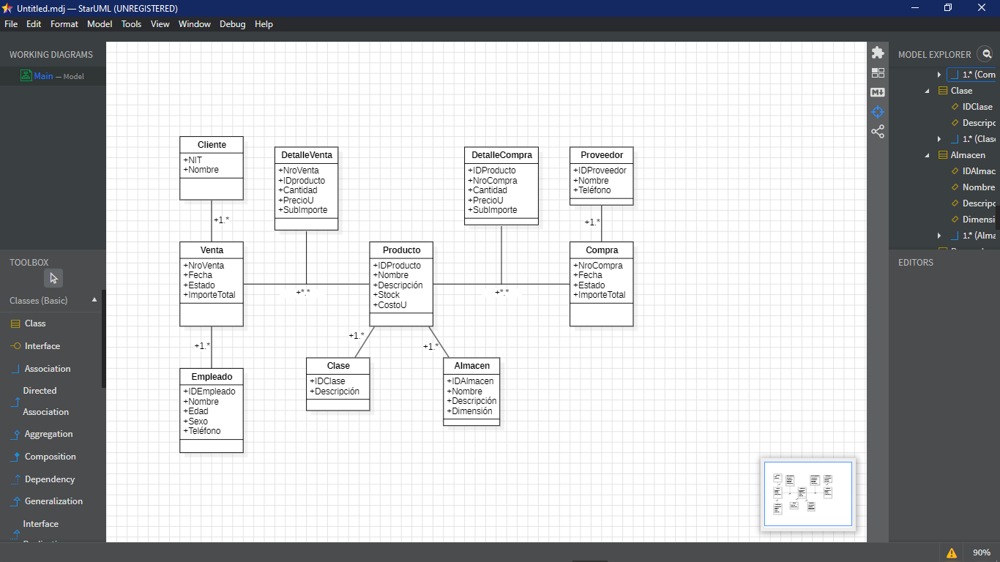 Untitled.mdj — StarUML (UNREGISTERED)
File Edit Format Model Tools View Window Debug Help
WORKING DIAGRAMS
Main — Model
TOOLBOX
Classes (Basic)
Class
Interface
Association
Directed
Association
Aggregation
Composition
Dependency
Generalization
Interface
Cliente
+NIT
+Nombre
DetalleVenta
+NroVenta
+IDproducto
+Cantidad
+PrecioU
+SubImporte
DetalleCompra
+IDProducto
+NroCompra
+Cantidad
+PrecioU
+SubImporte
Proveedor
+IDProveedor
+Nombre
+Teléfono
+1.*
+1.*
Venta
+NroVenta
+Fecha
+Estado
+ImporteTotal
Producto
+IDProducto
+Nombre
+Descripción
+Stock
+CostoU
Compra
+NroCompra
+Fecha
+Estado
+ImporteTotal
+*.*
+*.*
+1.*
+1.*
+1.*
Empleado
+IDEmpleado
+Nombre
+Edad
+Sexo
+Teléfono
Clase
+IDClase
+Descripción
Almacen
+IDAlmacen
+Nombre
+Descripción
+Dimensión
M
MODEL EXPLORER
1.* (Com
Clase
IDClase
Descripc
1.* (Clas
Almacen
IDAlmac
Nombre
Descripc
Dimensi
1.* (Alma
EDITORS
90%